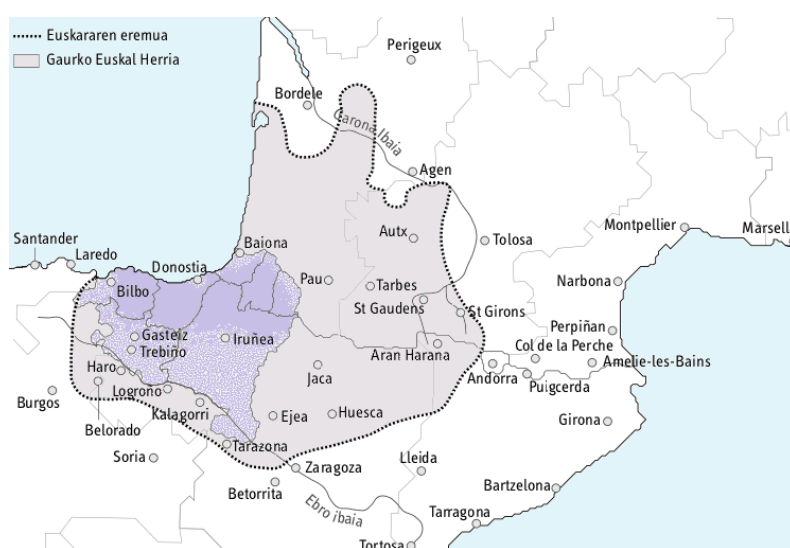 Euskararen eremua
Gaurko Euskal Herria
Perigeux
Bordele
Garona Ibaia
Agen
Autx
Tolosa
Montpellier
Marsell
Santander
Laredo
Baiona
Donostia
Bilbo
Pau
Tarbes
St Gaudens
St Girons
Narbona
Perpiñan
Col de la Perche
Amelie-les-Bains
Gasteiz
Trebiño
Iruñea
Aran Harana
Andorra
Puigcerda
Haro
Jaca
Logroño
Burgos
Kalagorri
Ejea
Huesca
Girona
Belorado
Tarazona
Soria
Zaragoza
Lleida
Betorrita
Bartzelona
Ebro ibaia
Tarragona
Tortosa